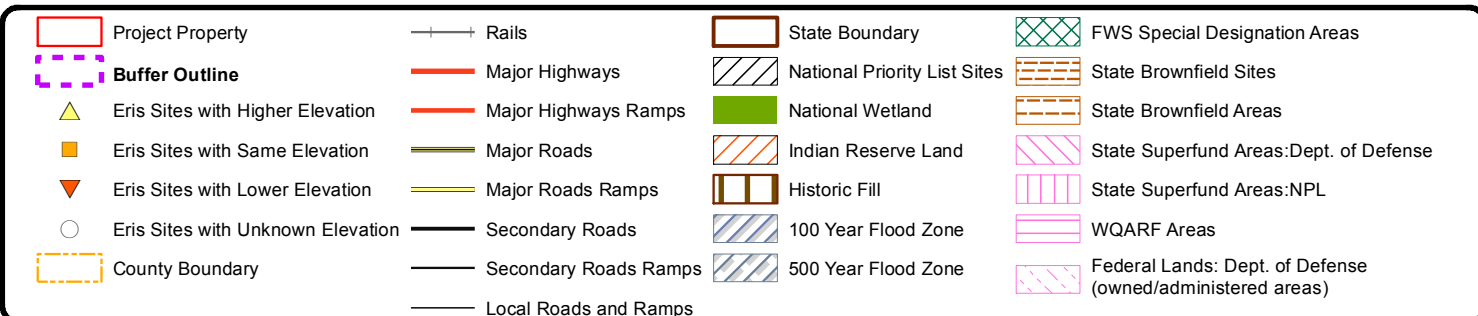 Project Property
Buffer Outline
Eris Sites with Higher Elevation
Eris Sites with Same Elevation
Eris Sites with Lower Elevation
Eris Sites with Unknown Elevation
County Boundary
Rails
Major Highways
Major Highways Ramps
Major Roads
Major Roads Ramps
Secondary Roads
Secondary Roads Ramps
Local Roads and Ramps
State Boundary
National Priority List Sites
National Wetland
Indian Reserve Land
Historic Fill
100 Year Flood Zone
500 Year Flood Zone
FWS Special Designation Areas
State Brownfield Sites
State Brownfield Areas
State Superfund Areas:Dept. of Defense
State Superfund Areas:NPL
WQARF Areas
Federal Lands: Dept. of Defense
(owned/administered areas)